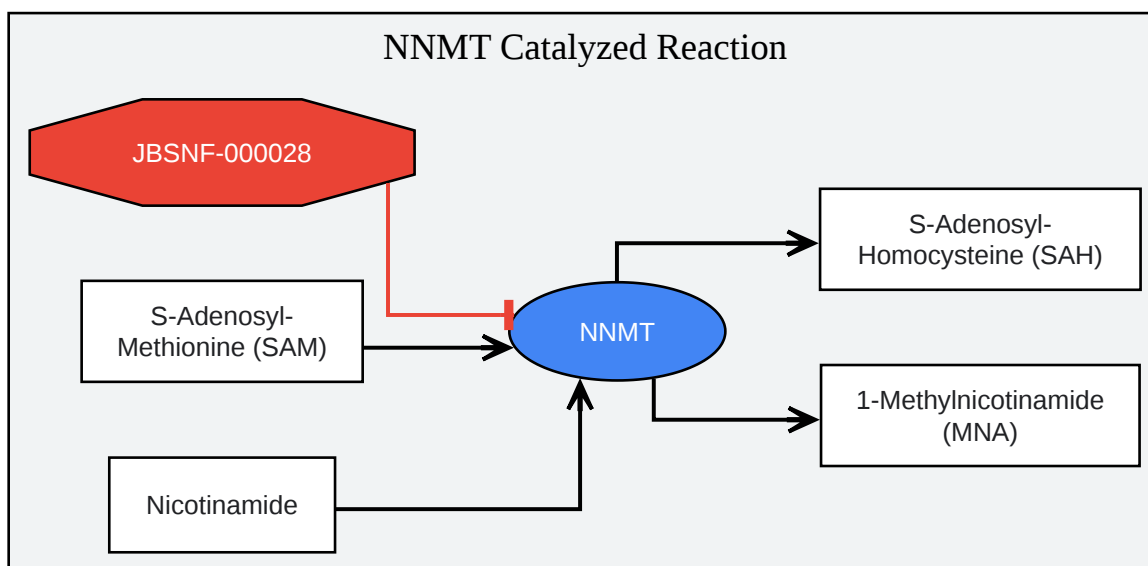 NNMT Catalyzed Reaction
JBSNF-000028
S-Adenosyl-
Homocysteine (SAH)
S-Adenosyl-
Methionine (SAM)
NNMT
1-Methylnicotinamide
(MNA)
Nicotinamide